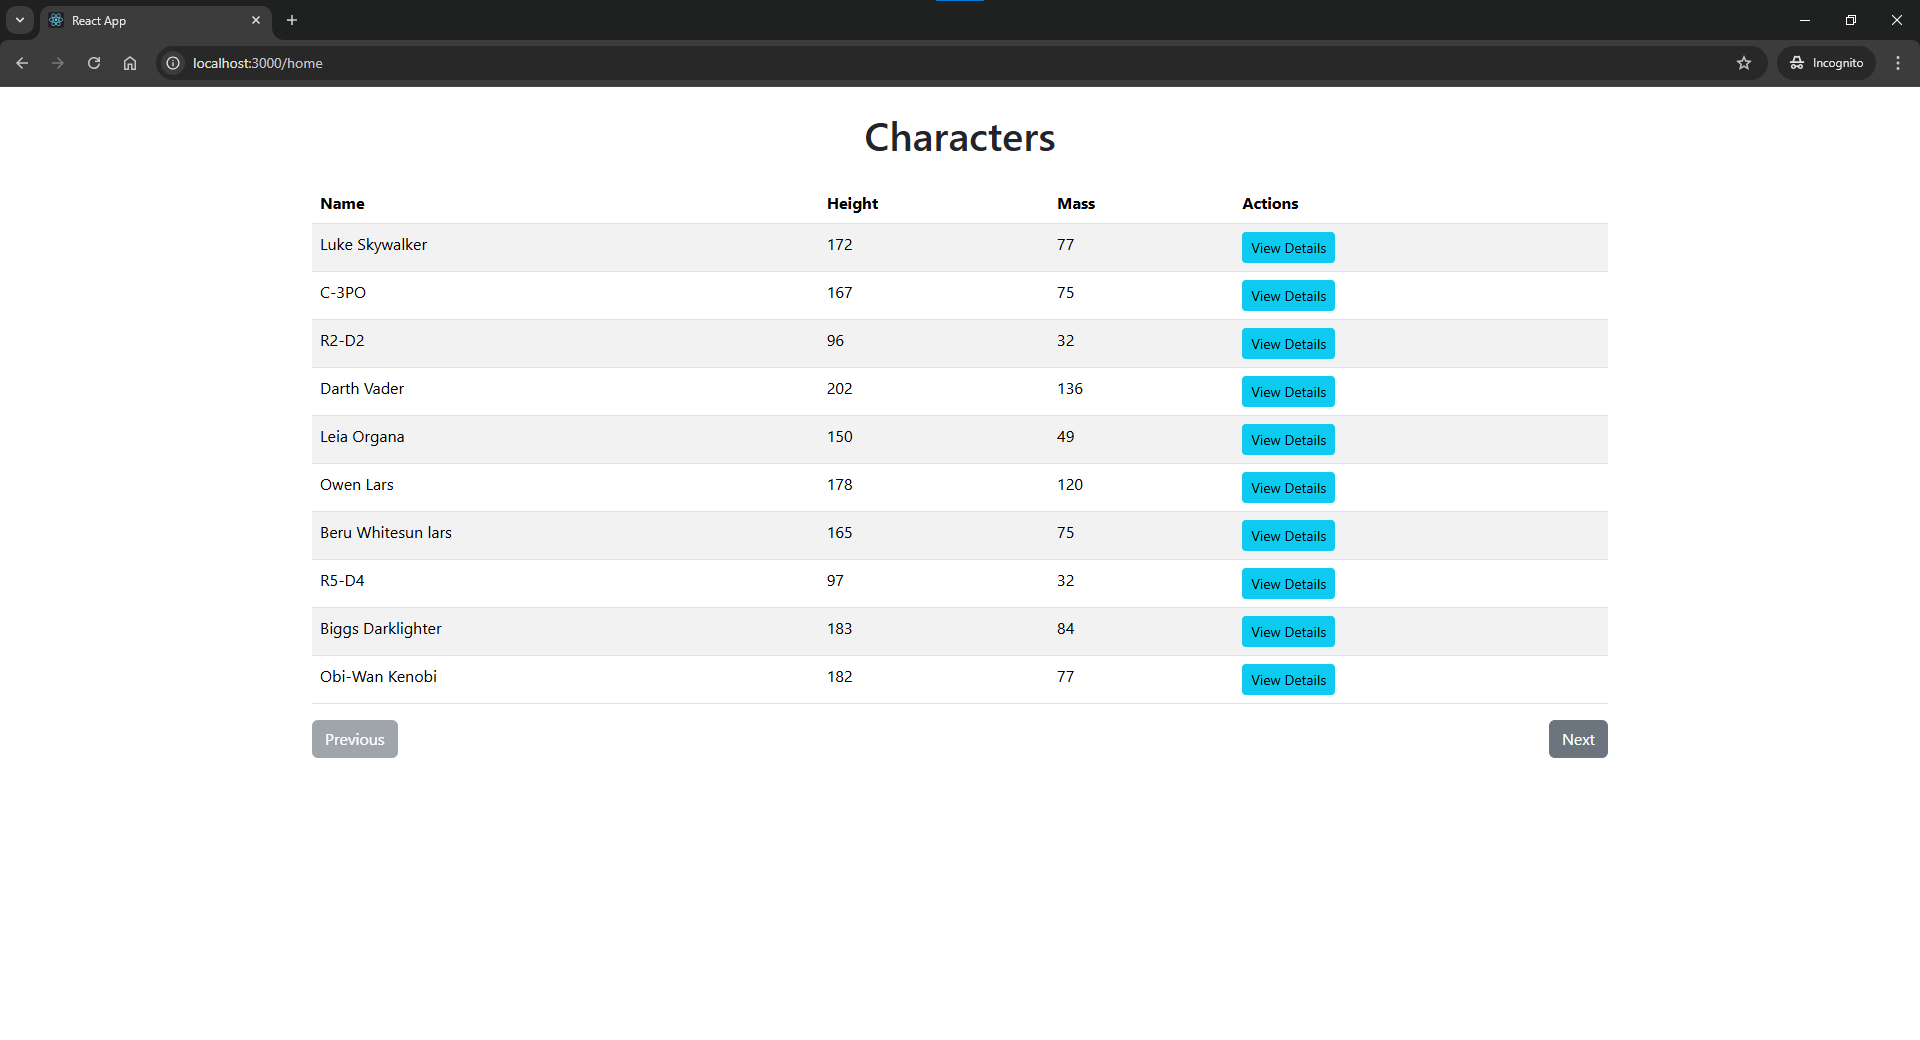 React App
localhost:3000/home
Incognito
Characters
Name Height Mass Actions
Luke Skywalker 172 77 View Details
C-3PO 167 75 View Details
R2-D2 96 32 View Details
Darth Vader 202 136 View Details
Leia Organa 150 49 View Details
Owen Lars 178 120 View Details
Beru Whitesun lars 165 75 View Details
R5-D4 97 32 View Details
Biggs Darklighter 183 84 View Details
Obi-Wan Kenobi 182 77 View Details
Previous Next